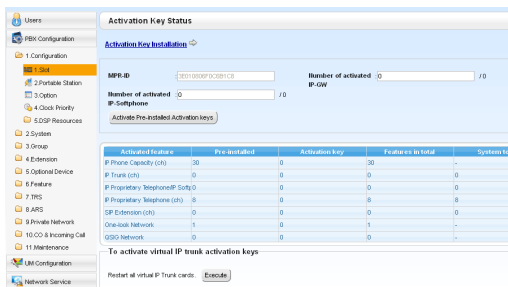 Users
PBX Configuration
1.Configuration
1.Slot
2.Portable Station
3.Option
4.Clock Priority
5.DSP Resources
2.System
3.Group
4.Extension
5.Optional Device
6.Feature
7.TRS
8.ARS
9.Private Network
10.CO & Incoming Call
11.Maintenance
UM Configuration
Network Service
Activation Key Status
Activation Key Installation
MPR-ID :
Number of activated :0 / 0
IP-GW
Number of activated :0 / 0
IP-Softphone
Activate Pre-installed Activation keys
Activated feature Pre-installed Activation key Features in total System to
IP Phone Capacity (ch) 30 0 30 -
IP Trunk (ch) 0 0 0 -
IP Proprietary Telephone/IP Soft 0 0 0 0
IP Proprietary Telephone (ch) 8 0 8 8
SIP Extension (ch) 0 0 0 0
One-look Network 1 0 1 -
QSIG Network 0 0 0 -
To activate virtual IP trunk activation keys
Restart all virtual IP Trunk cards. Execute